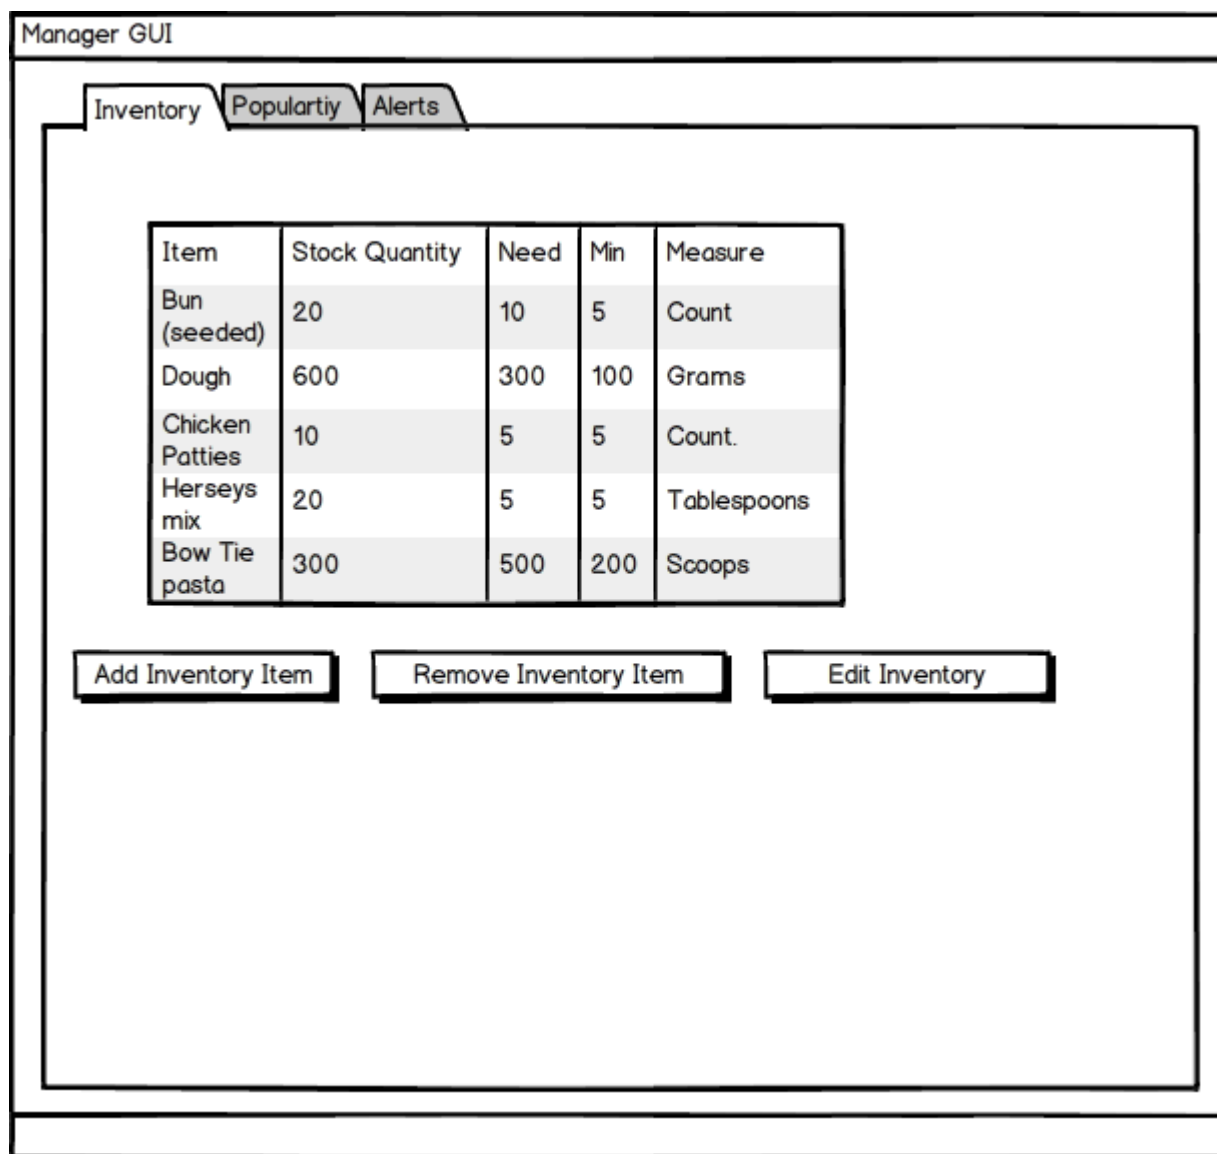 Manager GUI
Inventory Populartiy Alerts
Item Stock Quantity Need Min Measure
Bun
(seeded) 20 10 5 Count
Dough 600 300 100 Grams
Chicken
Patties 10 5 5 Count.
Herseys
mix 20 5 5 Tablespoons
Bow Tie
pasta 300 500 200 Scoops
Add Inventory Item Remove Inventory Item Edit Inventory